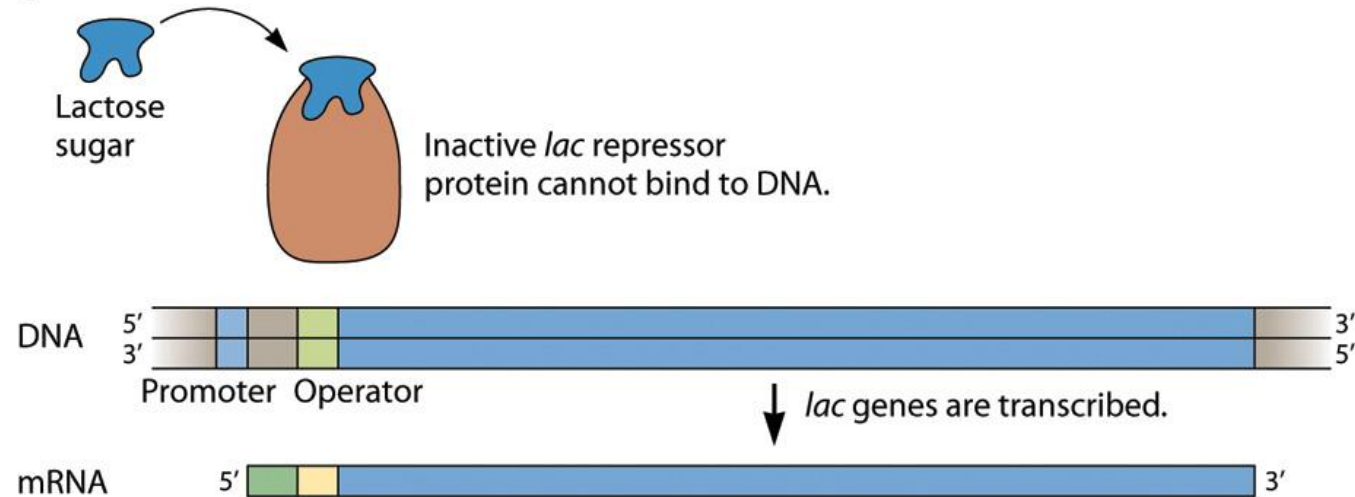 Lactose
sugar
Inactive lac repressor
protein cannot bind to DNA.
DNA
5′
3′
3′
5′
Promoter
Operator
lac genes are transcribed.
mRNA
5′
3′